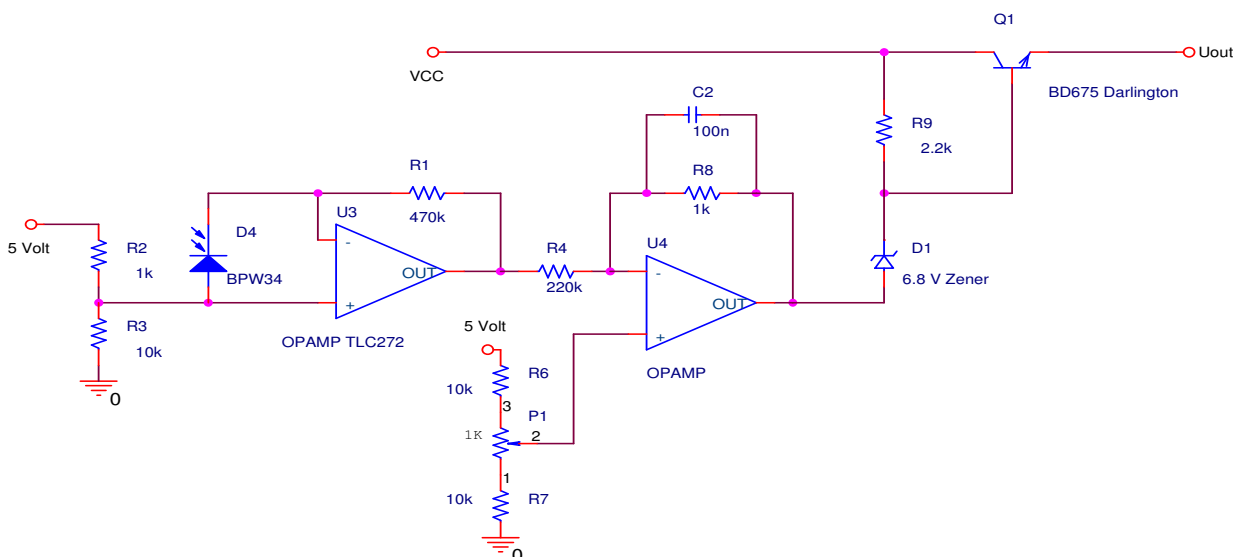 Q1
VCC
Uout
C2
100n
BD675 Darlington
R9
2.2k
R1
470k
R8
1k
5 Volt
R2
1k
D4
BPW34
U3
-
+
OUT
OPAMP TLC272
R4
220k
U4
-
+
OUT
OPAMP
D1
6.8 V Zener
R3
10k
0
5 Volt
R6
10k
3
P1
1K
2
1
10k
R7
0